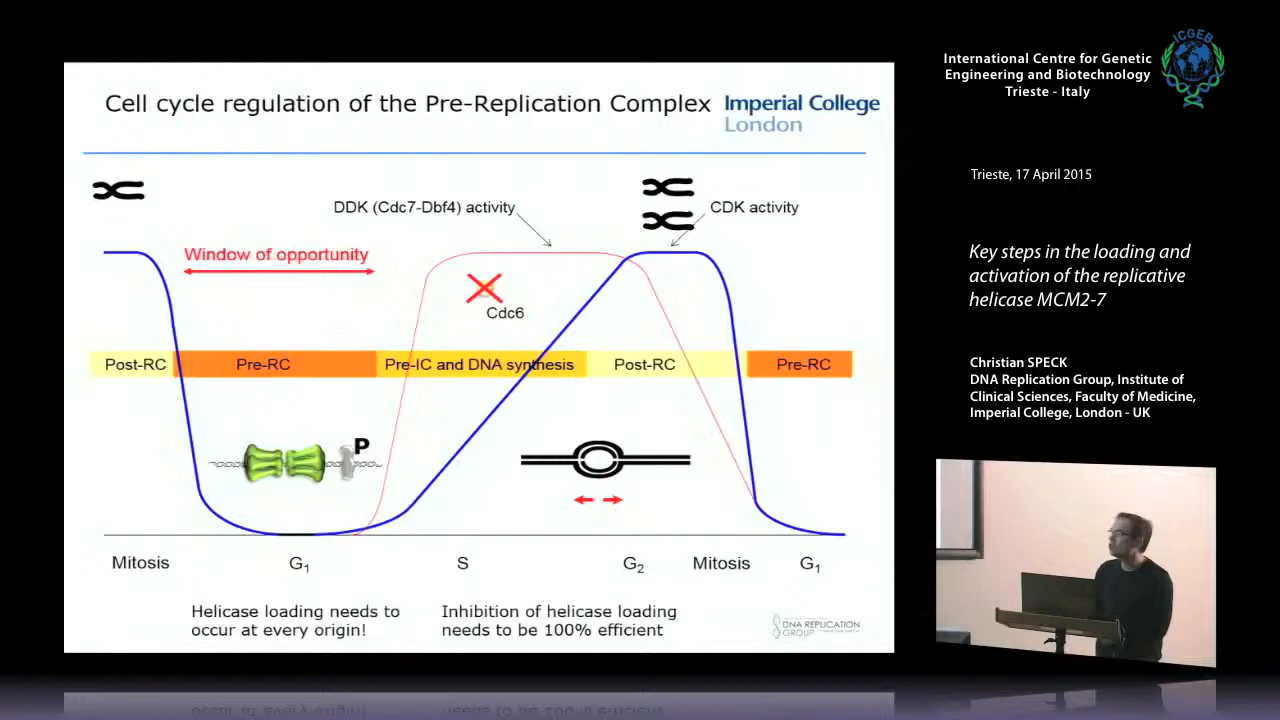 Cell cycle regulation of the Pre-Replication Complex
Imperial College
London
DDK (Cdc7-Dbf4) activity
CDK activity
Window of opportunity
Cdc6
Post-RC
Pre-RC
Pre-IC and DNA synthesis
Post-RC
Pre-RC
P
Mitosis
G₁
S
G₂
Mitosis
G₁
Helicase loading needs to
occur at every origin!
Inhibition of helicase loading
needs to be 100% efficient
DNA REPLICATION
GROUP
International Centre for Genetic
Engineering and Biotechnology
Trieste - Italy
ICGEB
Trieste, 17 April 2015
Key steps in the loading and
activation of the replicative
helicase MCM2-7
Christian SPECK
DNA Replication Group, Institute of
Clinical Sciences, Faculty of Medicine,
Imperial College, London - UK